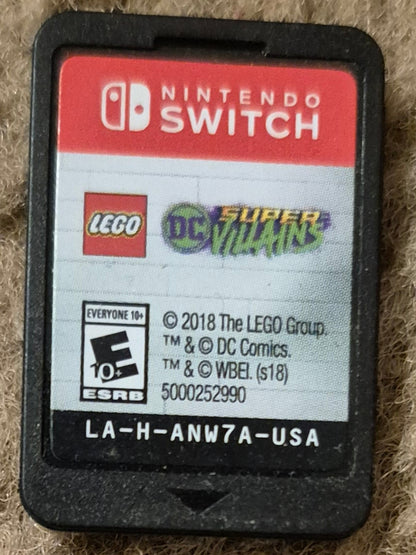 NINTENDO
SWITCH
LEGO
DC SUPER
VILLAINS
EVERYONE 10+
E
10+
ESRB
© 2018 The LEGO Group.
™ & © DC Comics.
™ & © WBEI. (s18)
5000252990
LA-H-ANW7A-USA